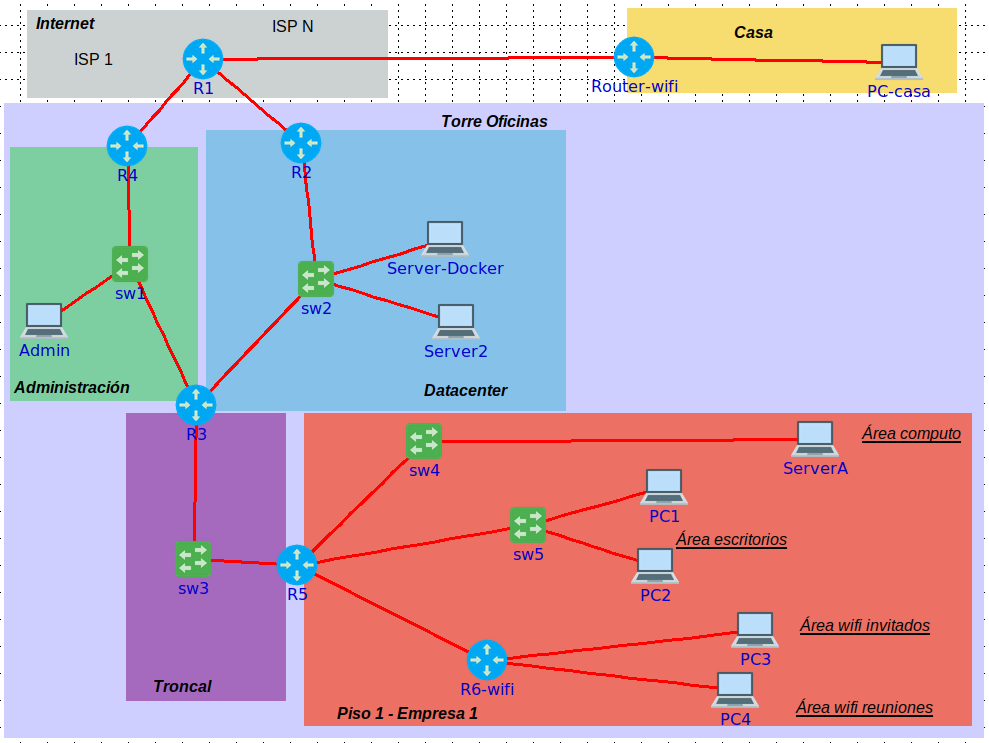 Internet
ISP N
ISP 1
R1
Casa
Router-wifi
PC-casa
Torre Oficinas
R4
R2
sw1
Admin
Administración
Server-Docker
sw2
Server2
Datacenter
R3
sw3
Troncal
sw4
ServerA
Área computo
PC1
sw5
Área escritorios
PC2
R5
Área wifi invitados
PC3
R6-wifi
Área wifi reuniones
PC4
Piso 1 - Empresa 1